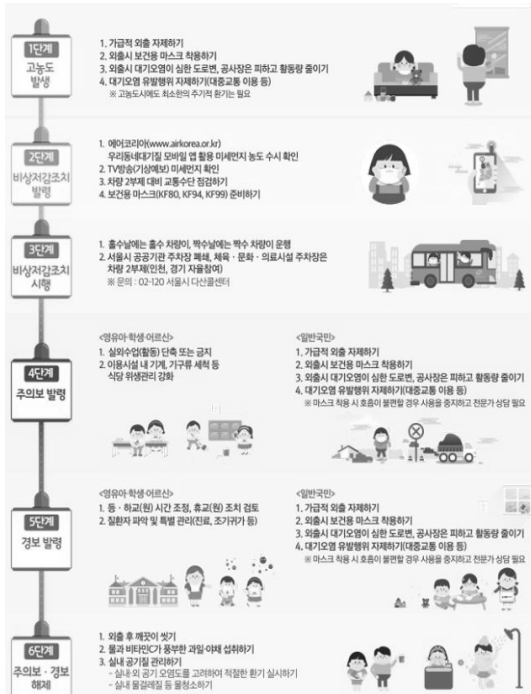 1단계
고농도
발생
1. 가급적 외출 자제하기
2. 외출시 보건용 마스크 착용하기
3. 외출시 대기오염이 심한 도로변, 공사장은 피하고 활동량 줄이기
4. 대기오염 유발행위 자제하기(대중교통 이용 등)
※ 고농도시에도 최소한의 주기적 환기는 필요
2단계
비상저감조치
발령
1. 에어코리아(www.airkorea.or.kr)
우리동네대기질 모바일 앱 활용 미세먼지 농도 수시 확인
2. TV방송(기상예보) 미세먼지 확인
3. 차량 2부제 대비 교통수단 점검하기
4. 보건용 마스크(KF80, KF94, KF99) 준비하기
3단계
비상저감조치
시행
1. 홀수날에는 홀수 차량이, 짝수날에는 짝수 차량이 운행
2. 서울시 공공기관 주차장 폐쇄, 체육·문화·의료시설 주차장은
차량 2부제(인천, 경기 자율참여)
※ 문의 : 02-120 서울시 다산콜센터
4단계
주의보 발령
<영유아·학생·어르신>
1. 실외수업(활동) 단축 또는 금지
2. 이용시설 내 기계, 기구류 세척 등
식당 위생관리 강화
<일반국민>
1. 가급적 외출 자제하기
2. 외출시 보건용 마스크 착용하기
3. 외출시 대기오염이 심한 도로변, 공사장은 피하고 활동량 줄이기
4. 대기오염 유발행위 자제하기(대중교통 이용 등)
※ 마스크 착용 시 호흡이 불편할 경우 사용을 중지하고 전문가 상담 필요
5단계
경보 발령
<영유아·학생·어르신>
1. 등·하교(원) 시간 조정, 휴교(원) 조치 검토
2. 질환자 파악 및 특별 관리(진료, 조기귀가 등)
<일반국민>
1. 가급적 외출 자제하기
2. 외출시 보건용 마스크 착용하기
3. 외출시 대기오염이 심한 도로변, 공사장은 피하고 활동량 줄이기
4. 대기오염 유발행위 자제하기(대중교통 이용 등)
※ 마스크 착용 시 호흡이 불편할 경우 사용을 중지하고 전문가 상담 필요
6단계
주의보·경보
해제
1. 외출 후 깨끗이 씻기
2. 물과 비타민C가 풍부한 과일·야채 섭취하기
3. 실내 공기질 관리하기
- 실내·외 공기 오염도를 고려하여 적절한 환기 실시하기
- 실내 물걸레질 등 물청소하기